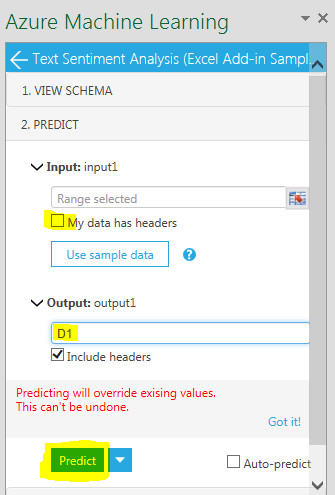 Azure Machine Learning
Text Sentiment Analysis (Excel Add-in Sampl
1. VIEW SCHEMA
2. PREDICT
Input: input1
Range selected
My data has headers
Use sample data
?
Output: output1
D1
Include headers
Predicting will override exising values.
This can't be undone.
Got it!
Predict
Auto-predict